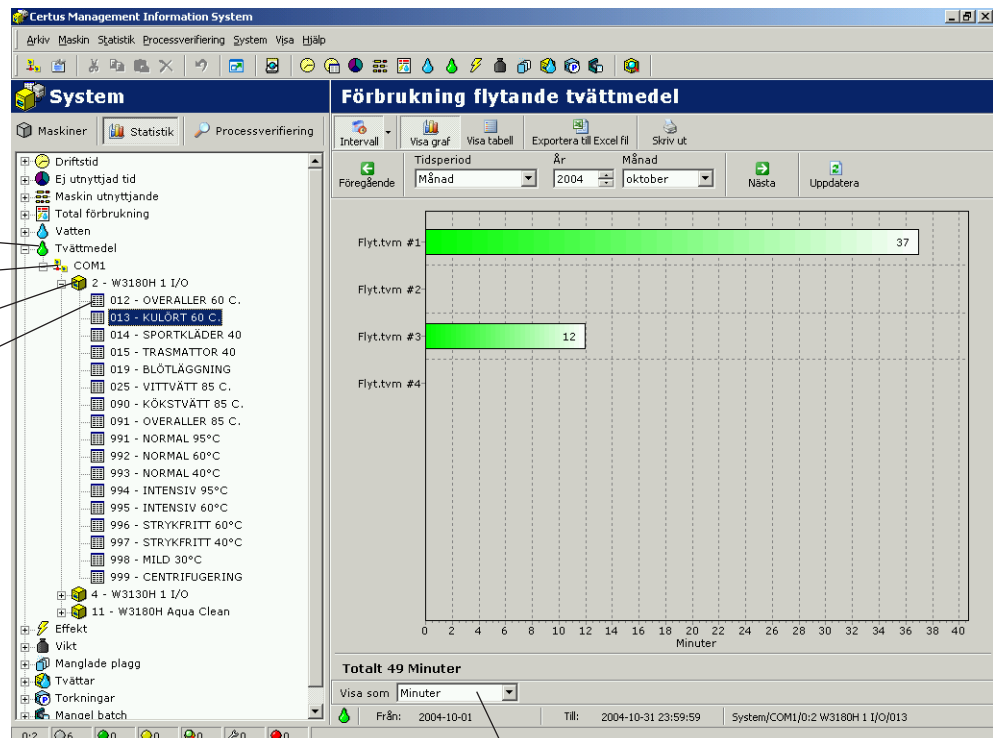 Certus Management Information System
Arkiv Maskin Statistik Processverifiering System Visa Hjälp
System
Förbrukning flytande tvättmedel
Maskiner Statistik Processverifiering
Intervall Visa graf Visa tabell Exportera till Excel fil Skriv ut
Tidsperiod År Månad
Föregående Månad 2004 oktober Nästa Uppdatera
Driftstid
Ej utnyttjad tid
Maskin utnyttjande
Total förbrukning
Vatten
Tvättmedel
COM1
2 - W3180H 1 I/O
012 - OVERALLER 60 C.
013 - KULÖRT 60 C.
014 - SPORTKLÄDER 40
015 - TRASMATTOR 40
019 - BLÖTLÄGGNING
025 - VITTVÄTT 85 C.
090 - KÖKSTVÄTT 85 C.
091 - OVERALLER 85 C.
991 - NORMAL 95°C
992 - NORMAL 60°C
993 - NORMAL 40°C
994 - INTENSIV 95°C
995 - INTENSIV 60°C
996 - STRYKFRITT 60°C
997 - STRYKFRITT 40°C
998 - MILD 30°C
999 - CENTRIFUGERING
4 - W3130H 1 I/O
11 - W3180H Aqua Clean
Effekt
Vikt
Manglade plagg
Tvättar
Torkningar
Mangel batch
Flyt.tvm #1 37
Flyt.tvm #2
Flyt.tvm #3 12
Flyt.tvm #4
0 2 4 6 8 10 12 14 16 18 20 22 24 26 28 30 32 34 36 38 40
Minuter
Totalt 49 Minuter
Visa som Minuter
Från: 2004-10-01 Till: 2004-10-31 23:59:59 System/COM1/0:2 W3180H 1 I/O/013
0:2 6 0 0 0 0 0